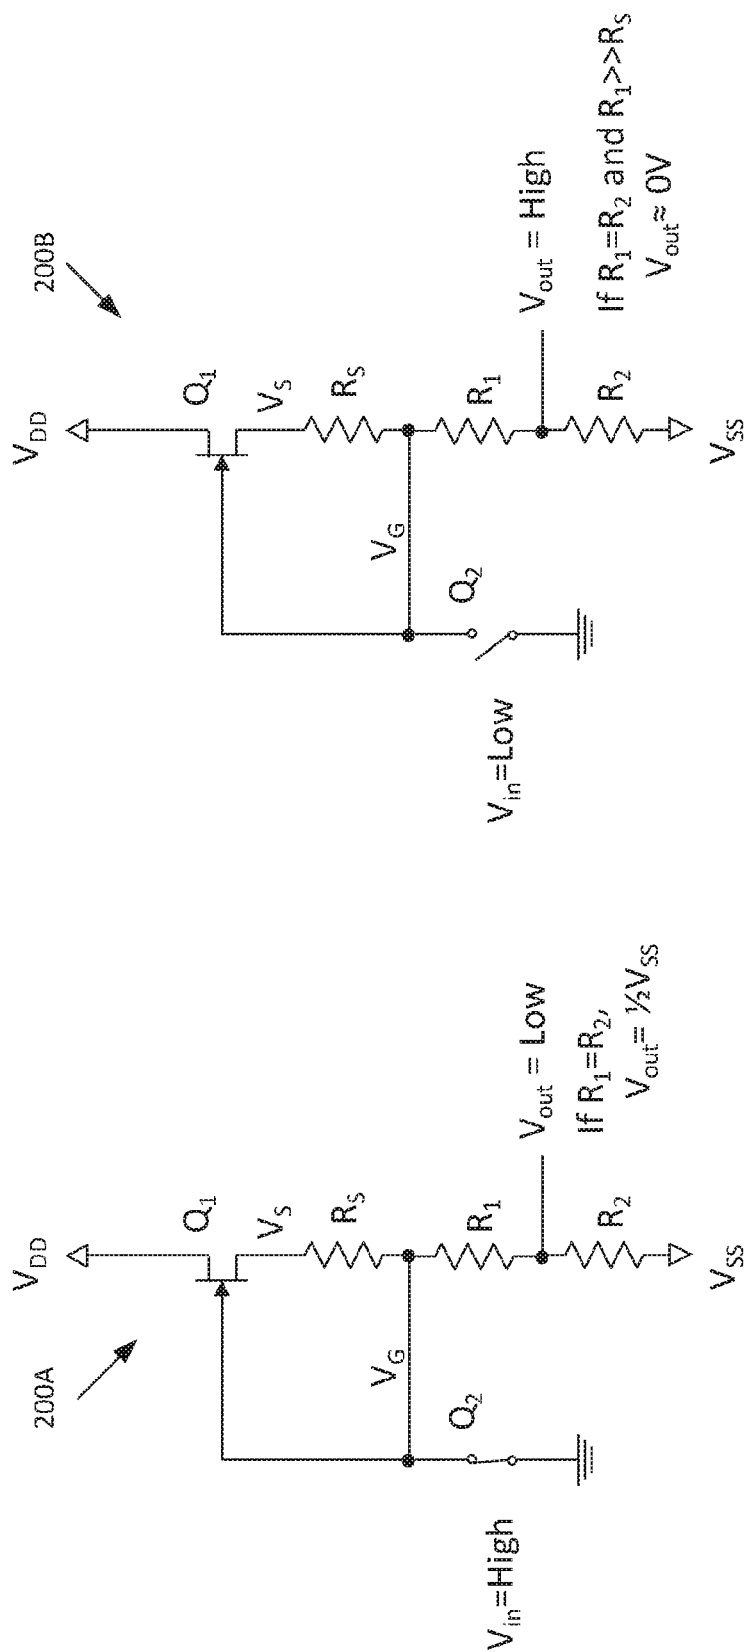 200A
V_DD
Q_1
V_S
R_S
V_G
Q_2
R_1
R_2
V_SS
V_in=High
V_out = Low
If R_1=R_2,
V_out= ½V_SS
200B
V_DD
Q_1
V_S
R_S
V_G
Q_2
R_1
R_2
V_SS
V_in=Low
V_out = High
If R_1=R_2 and R_1>>R_S
V_out≈ 0V